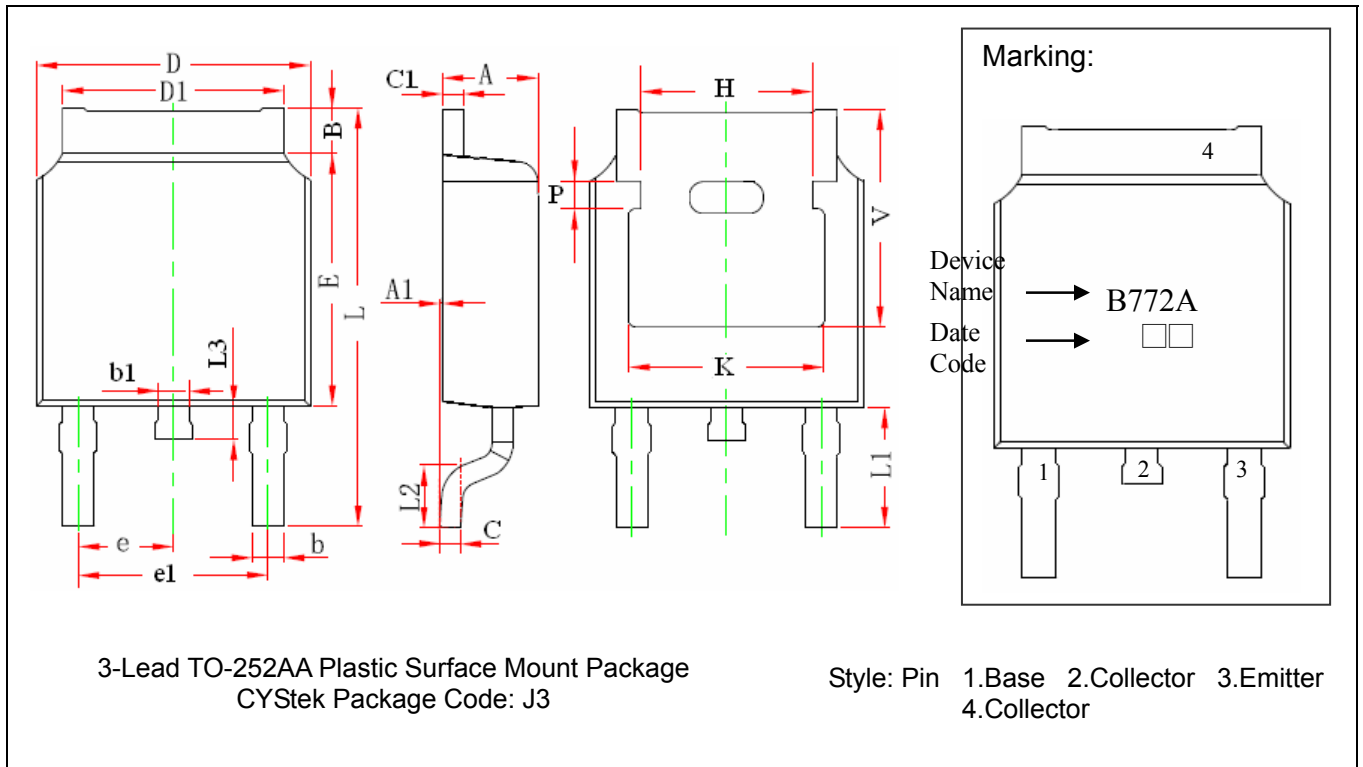 D
D1
B
E
L
L3
b1
e
e1
b
C1
A
A1
L2
C
H
P
V
K
L1
Marking:
4
Device
Name
B772A
Date
Code
1
2
3
3-Lead TO-252AA Plastic Surface Mount Package
CYStek Package Code: J3
Style: Pin 1.Base 2.Collector 3.Emitter
4.Collector